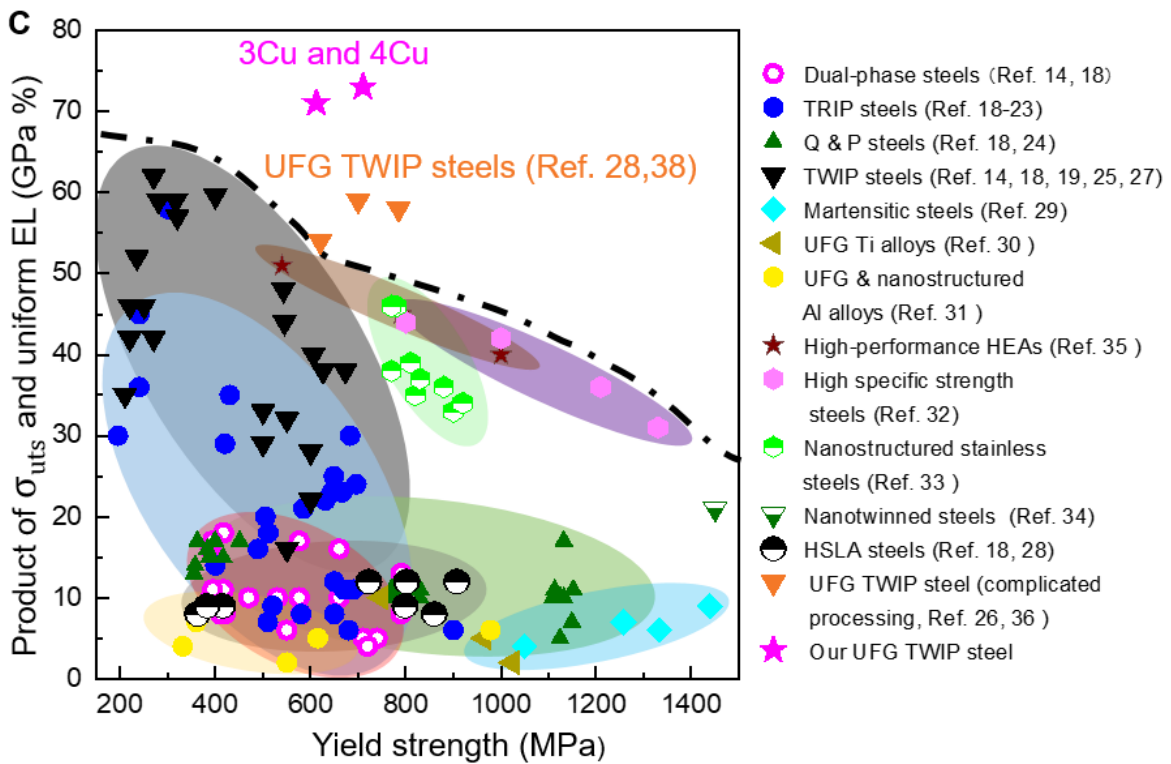 C
80
70
60
50
40
30
20
10
0
Product of σuts and uniform EL (GPa %)
200 400 600 800 1000 1200 1400
Yield strength (MPa)
3Cu and 4Cu
UFG TWIP steels (Ref. 28,38)
Dual-phase steels (Ref. 14, 18)
TRIP steels (Ref. 18-23)
Q & P steels (Ref. 18, 24)
TWIP steels (Ref. 14, 18, 19, 25, 27)
Martensitic steels (Ref. 29)
UFG Ti alloys (Ref. 30 )
UFG & nanostructured
Al alloys (Ref. 31 )
High-performance HEAs (Ref. 35 )
High specific strength
steels (Ref. 32)
Nanostructured stainless
steels (Ref. 33 )
Nanotwinned steels (Ref. 34)
HSLA steels (Ref. 18, 28)
UFG TWIP steel (complicated
processing, Ref. 26, 36 )
Our UFG TWIP steel